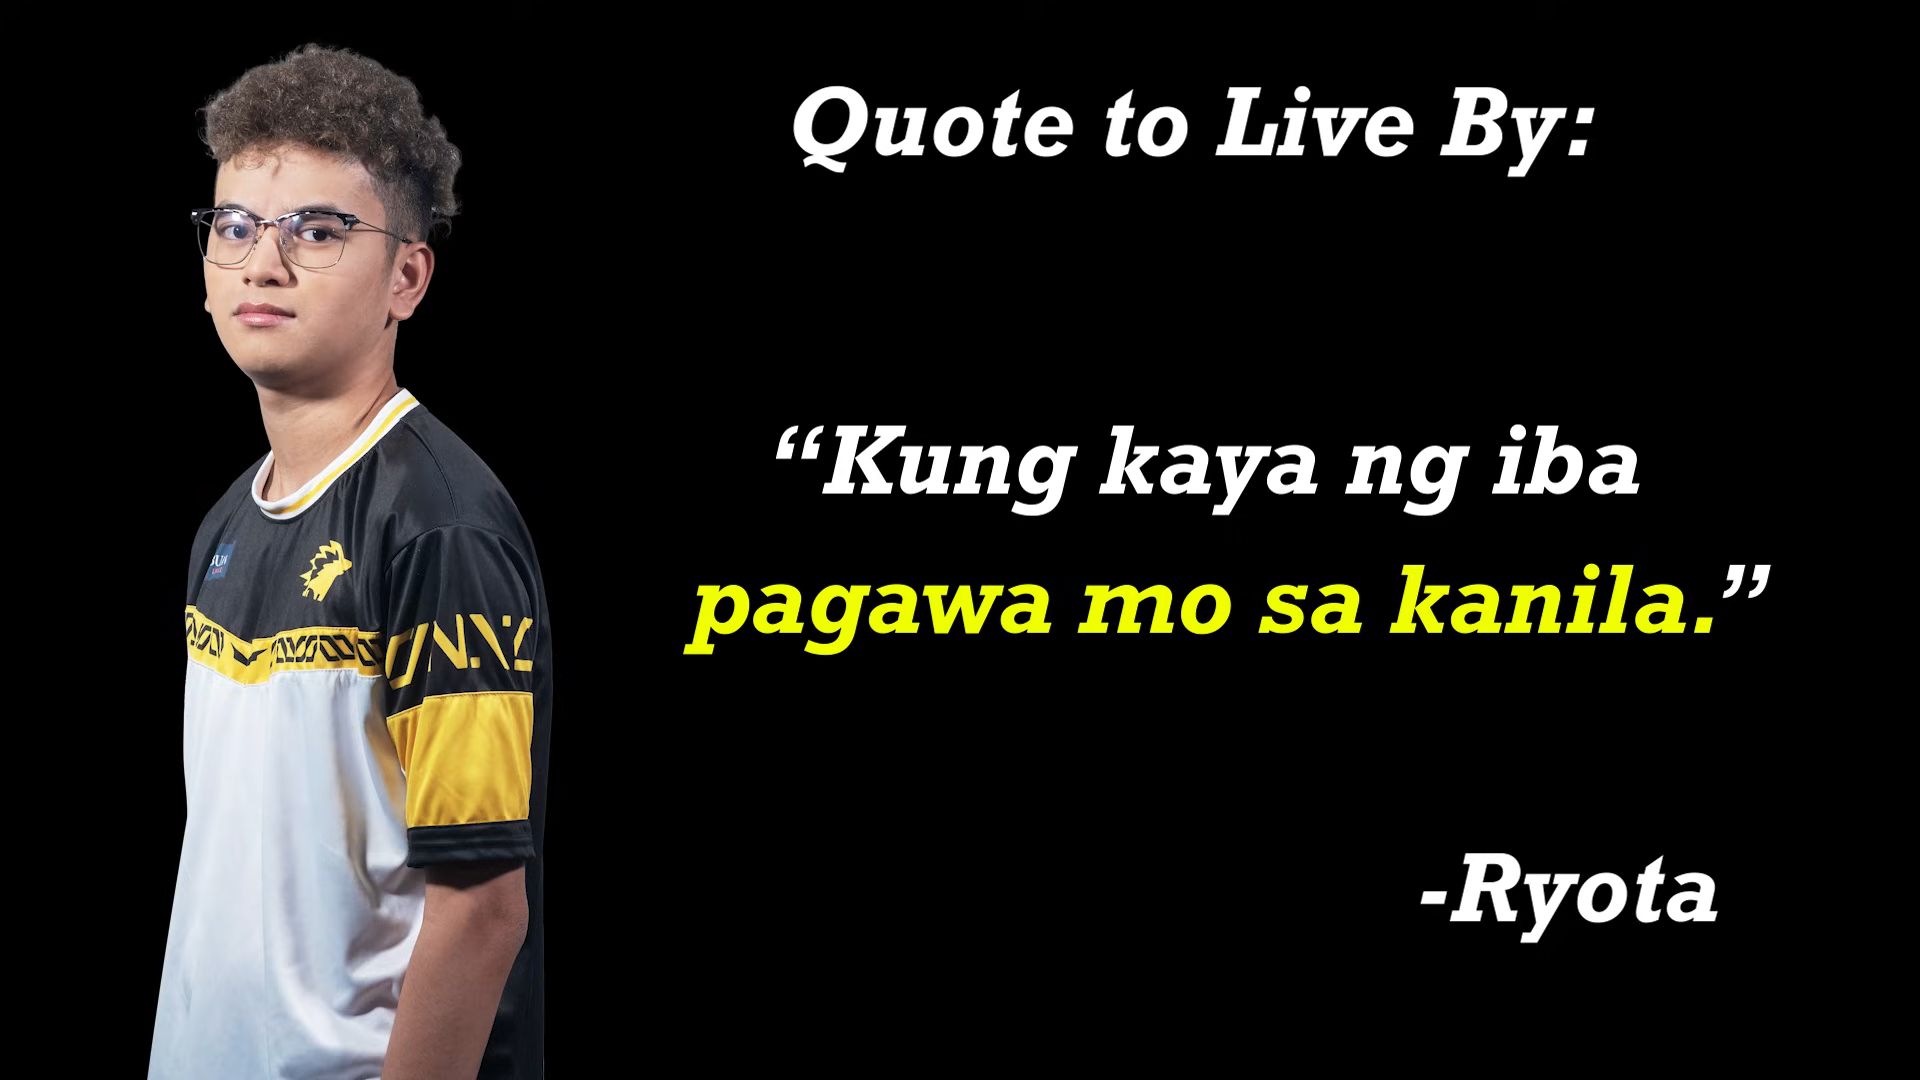 Quote to Live By:
“Kung kaya ng iba
pagawa mo sa kanila.”
-Ryota